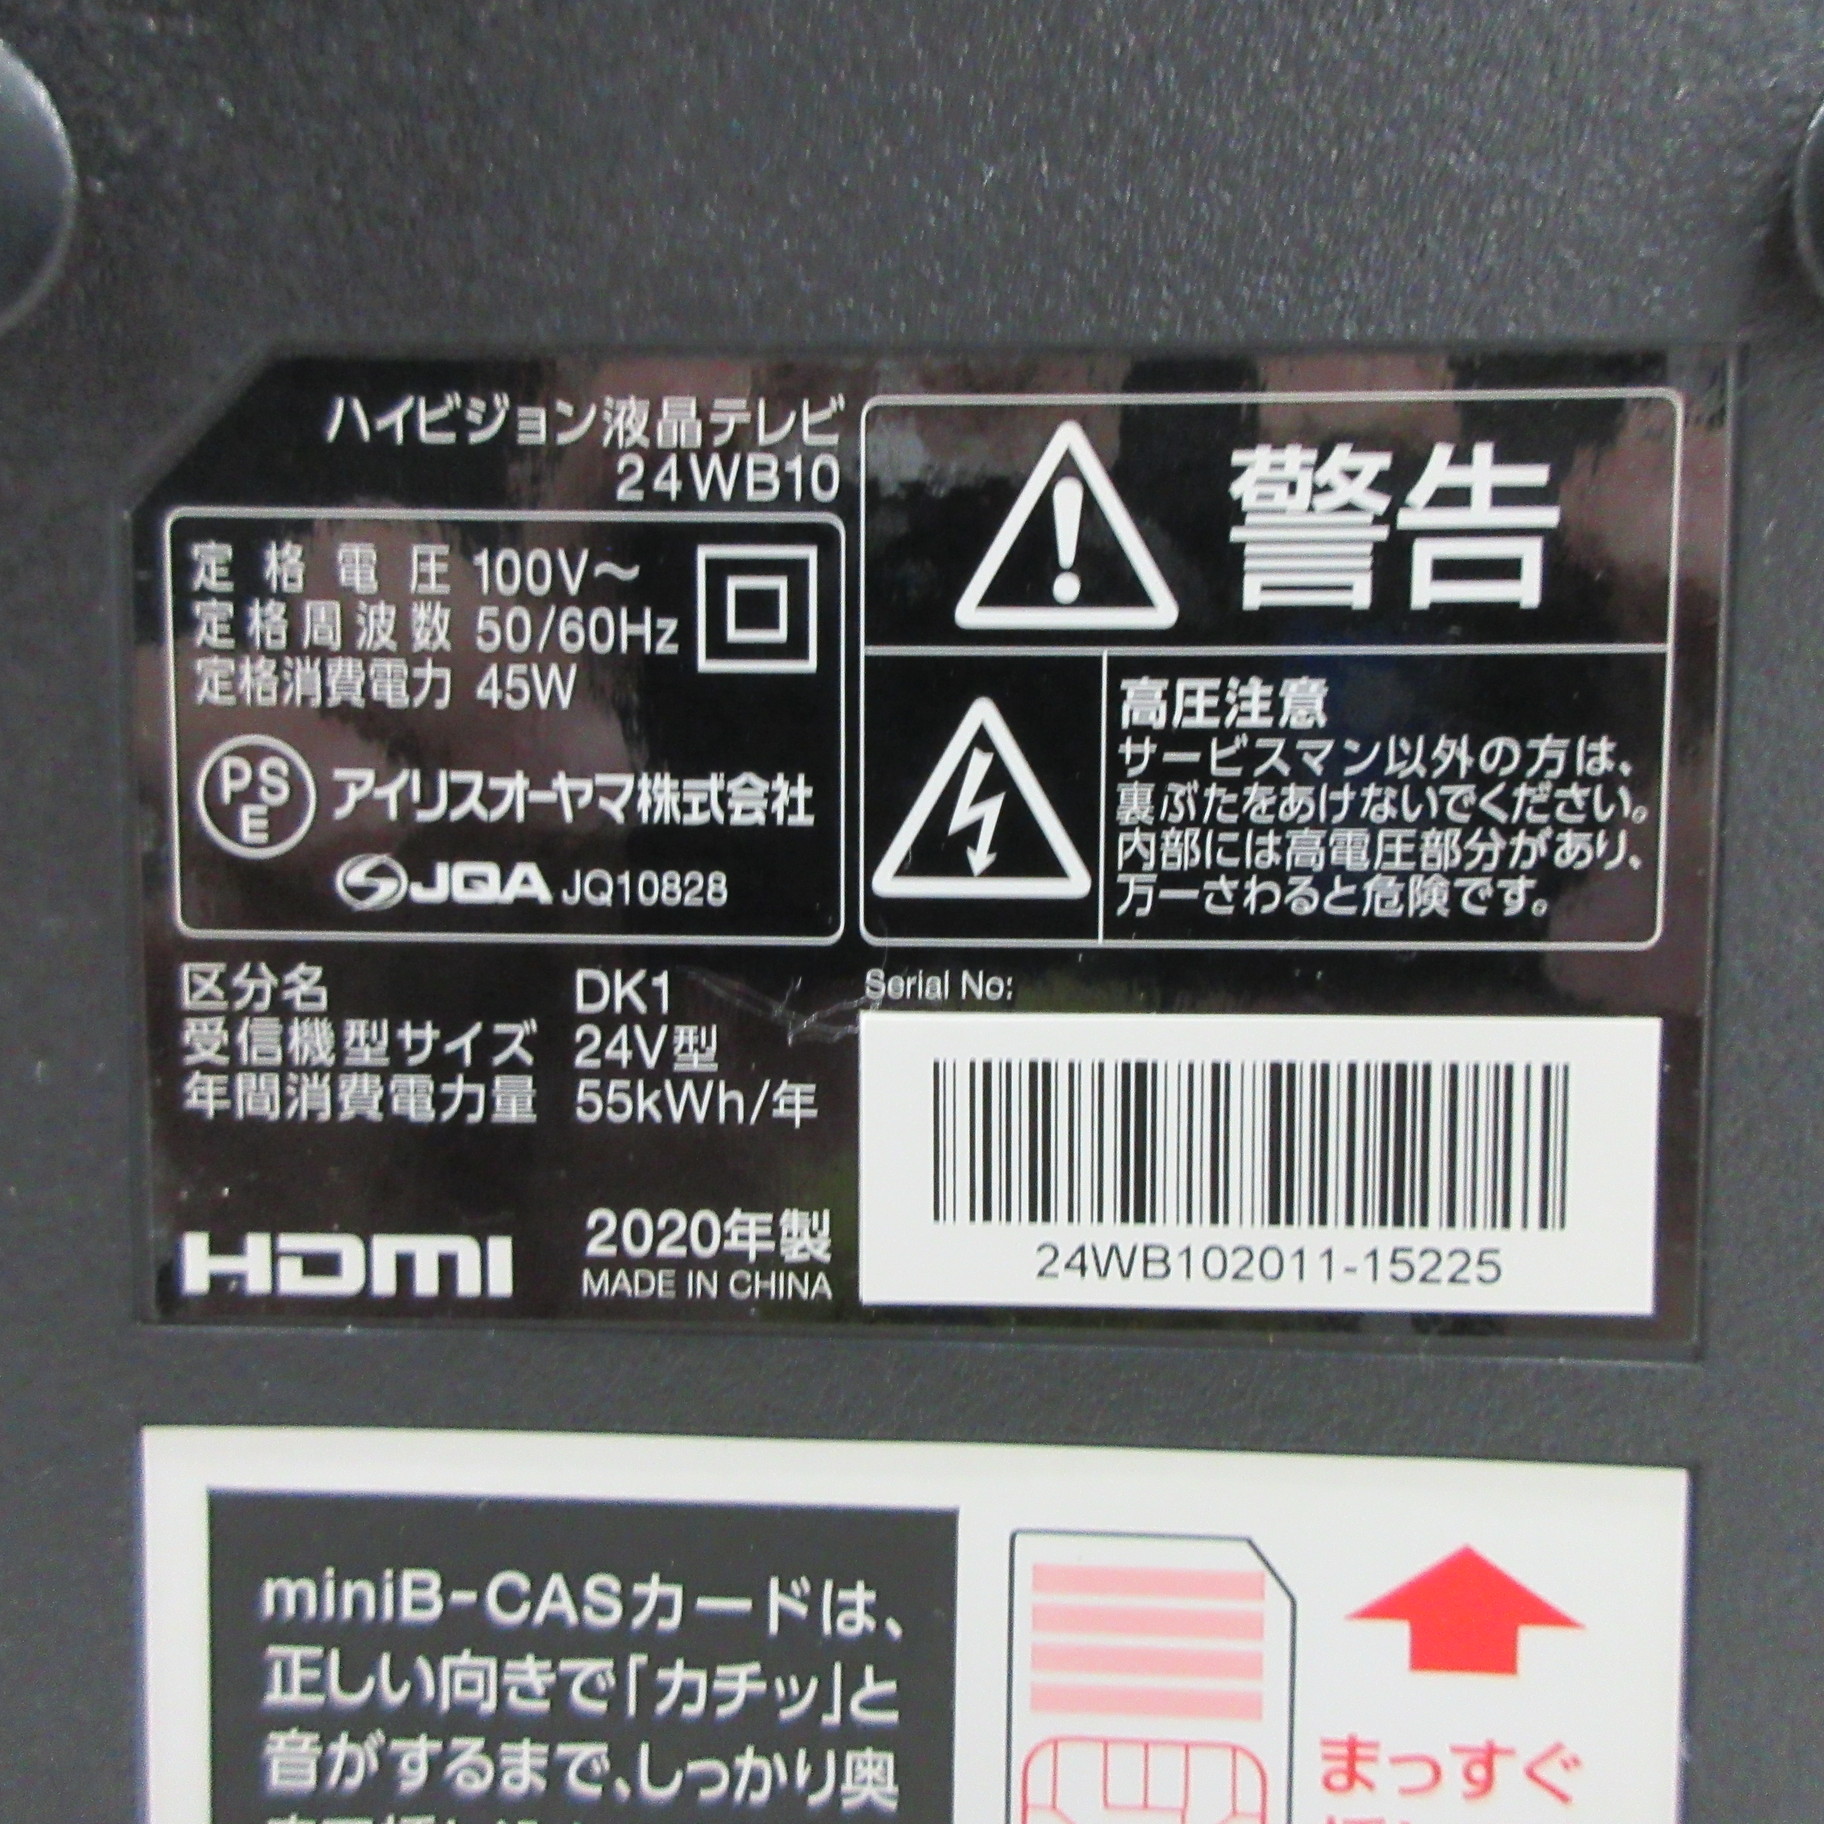 ハイビジョン液晶テレビ
24WB10
定格電圧 100V～
定格周波数 50/60Hz
定格消費電力 45W
PS
E
アイリスオーヤマ株式会社
JQA JQ10828
区分名 DK1
受信機型サイズ 24V型
年間消費電力量 55kWh/年
HDMI
2020年製
MADE IN CHINA
警告
高圧注意
サービスマン以外の方は、
裏ぶたをあけないでください。
内部には高電圧部分があり、
万一さわると危険です。
Serial No:
24WB102011-15225
miniB-CASカードは、
正しい向きで「カチッ」と
音がするまで、しっかり奥
まっすぐ